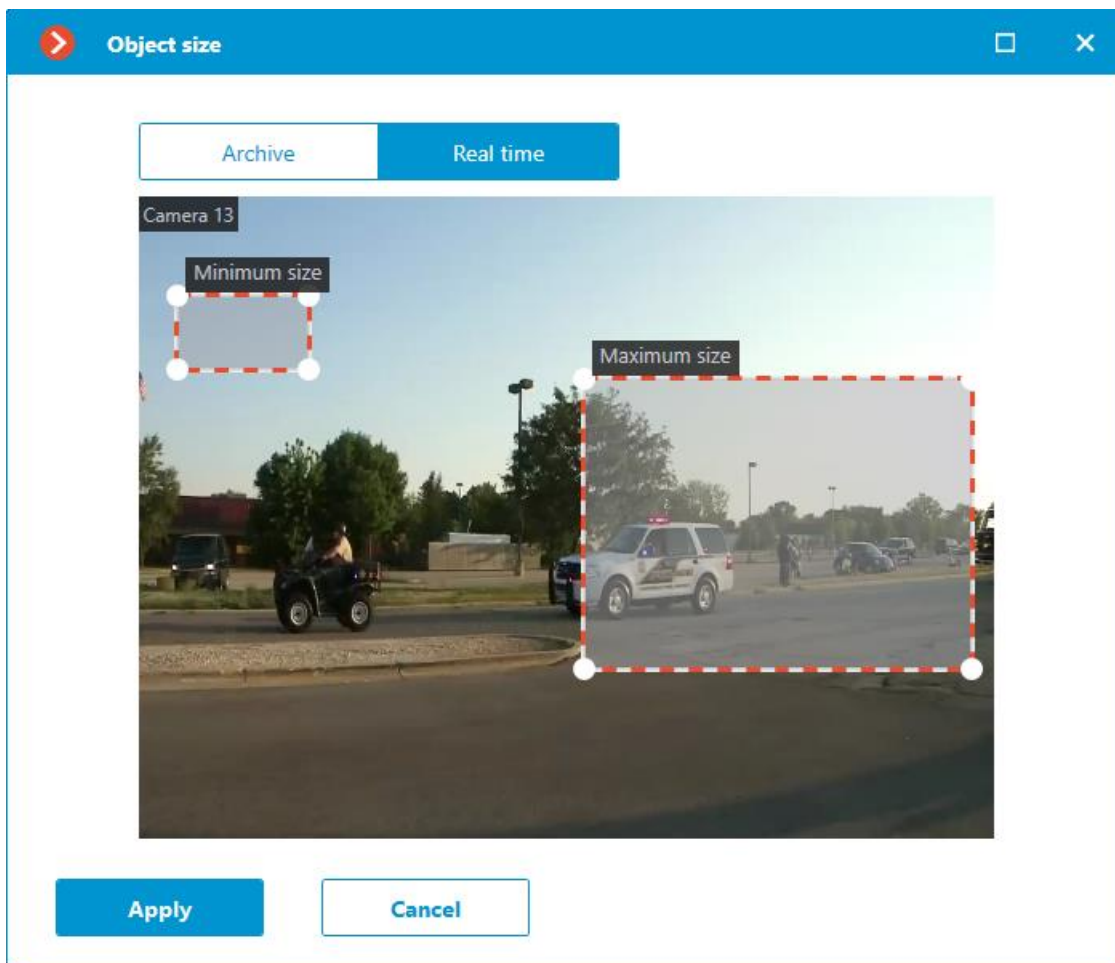 Object size
Archive
Real time
Camera 13
Minimum size
Maximum size
Apply
Cancel